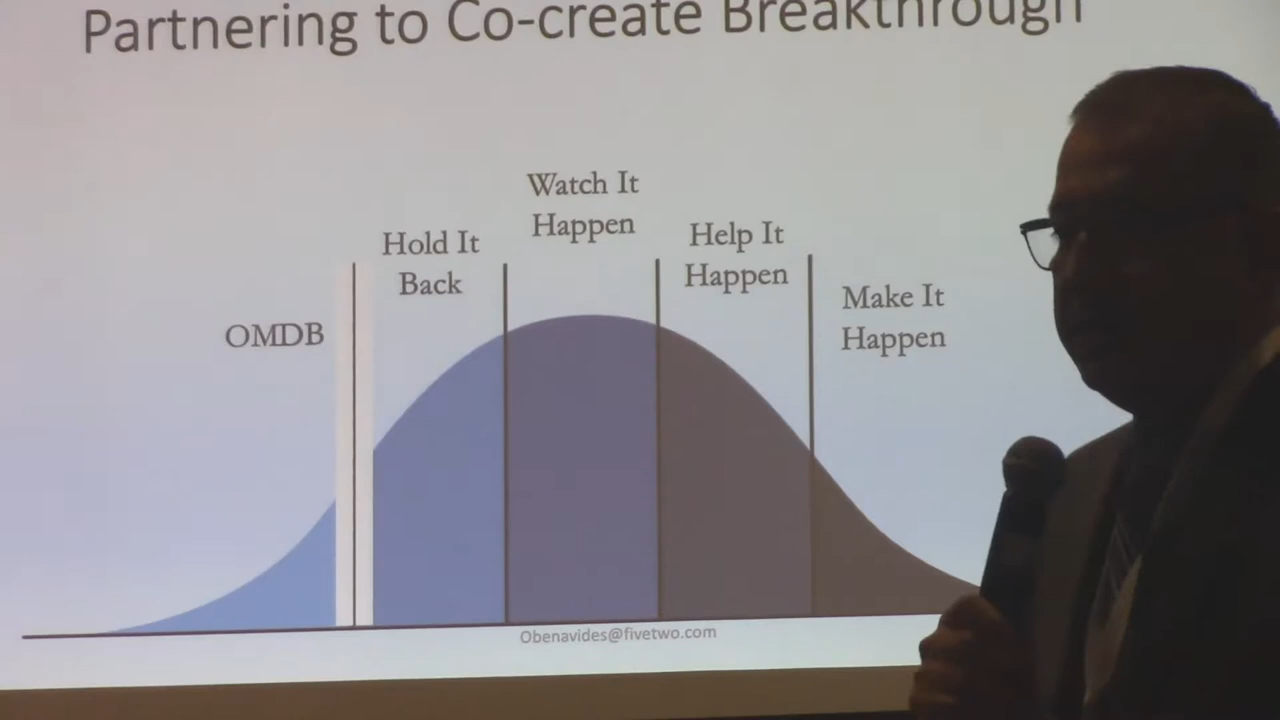 Partnering to Co-create Breakthrough
Watch It
Happen
Hold It
Back
Help It
Happen
OMDB
Make It
Happen
Obenavides@fivetwo.com